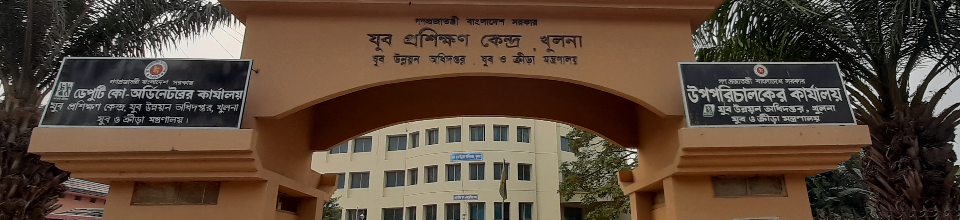 গণপ্রজাতন্ত্রী বাংলাদেশ সরকার
যুব প্রশিক্ষণ কেন্দ্র, খুলনা
যুব উন্নয়ন অধিদপ্তর, যুব ও ক্রীড়া মন্ত্রণালয়
গণপ্রজাতন্ত্রী বাংলাদেশ সরকার
ডেপুটি কো-অর্ডিনেটরের কার্যালয়
যুব প্রশিক্ষণ কেন্দ্র, যুব উন্নয়ন অধিদপ্তর, খুলনা
যুব ও ক্রীড়া মন্ত্রণালয়।
গণ প্রজাতন্ত্রী বাংলাদেশ সরকার
উপপরিচালকের কার্যালয়
যুব উন্নয়ন অধিদপ্তর, খুলনা
যুব ও ক্রীড়া মন্ত্রণালয়